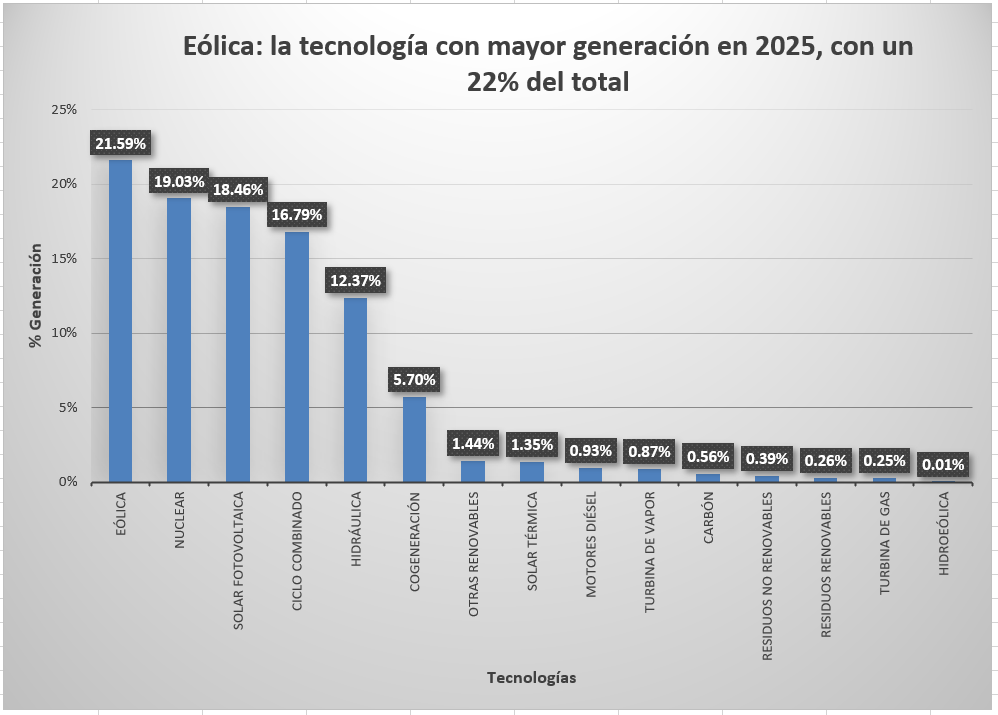 Eólica: la tecnología con mayor generación en 2025, con un
22% del total
25%
20%
15%
10%
5%
0%
% Generación
21.59%
19.03%
18.46%
16.79%
12.37%
5.70%
1.44%
1.35%
0.93%
0.87%
0.56%
0.39%
0.26%
0.25%
0.01%
EÓLICA
NUCLEAR
SOLAR FOTOVOLTAICA
CICLO COMBINADO
HIDRÁULICA
COGENERACIÓN
OTRAS RENOVABLES
SOLAR TÉRMICA
MOTORES DIÉSEL
TURBINA DE VAPOR
CARBÓN
RESIDUOS NO RENOVABLES
RESIDUOS RENOVABLES
TURBINA DE GAS
HIDROEÓLICA
Tecnologías